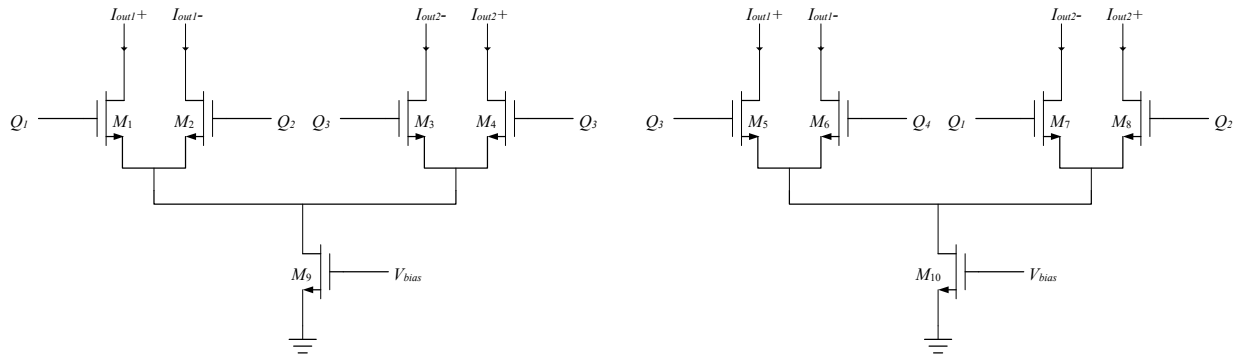 Iout1+ Iout1- Iout2- Iout2+ Iout1+ Iout1- Iout2- Iout2+
Q1 M1 M2 Q2 Q3 M3 M4 Q3 Q3 M5 M6 Q4 Q1 M7 M8 Q2
M9 Vbias M10 Vbias